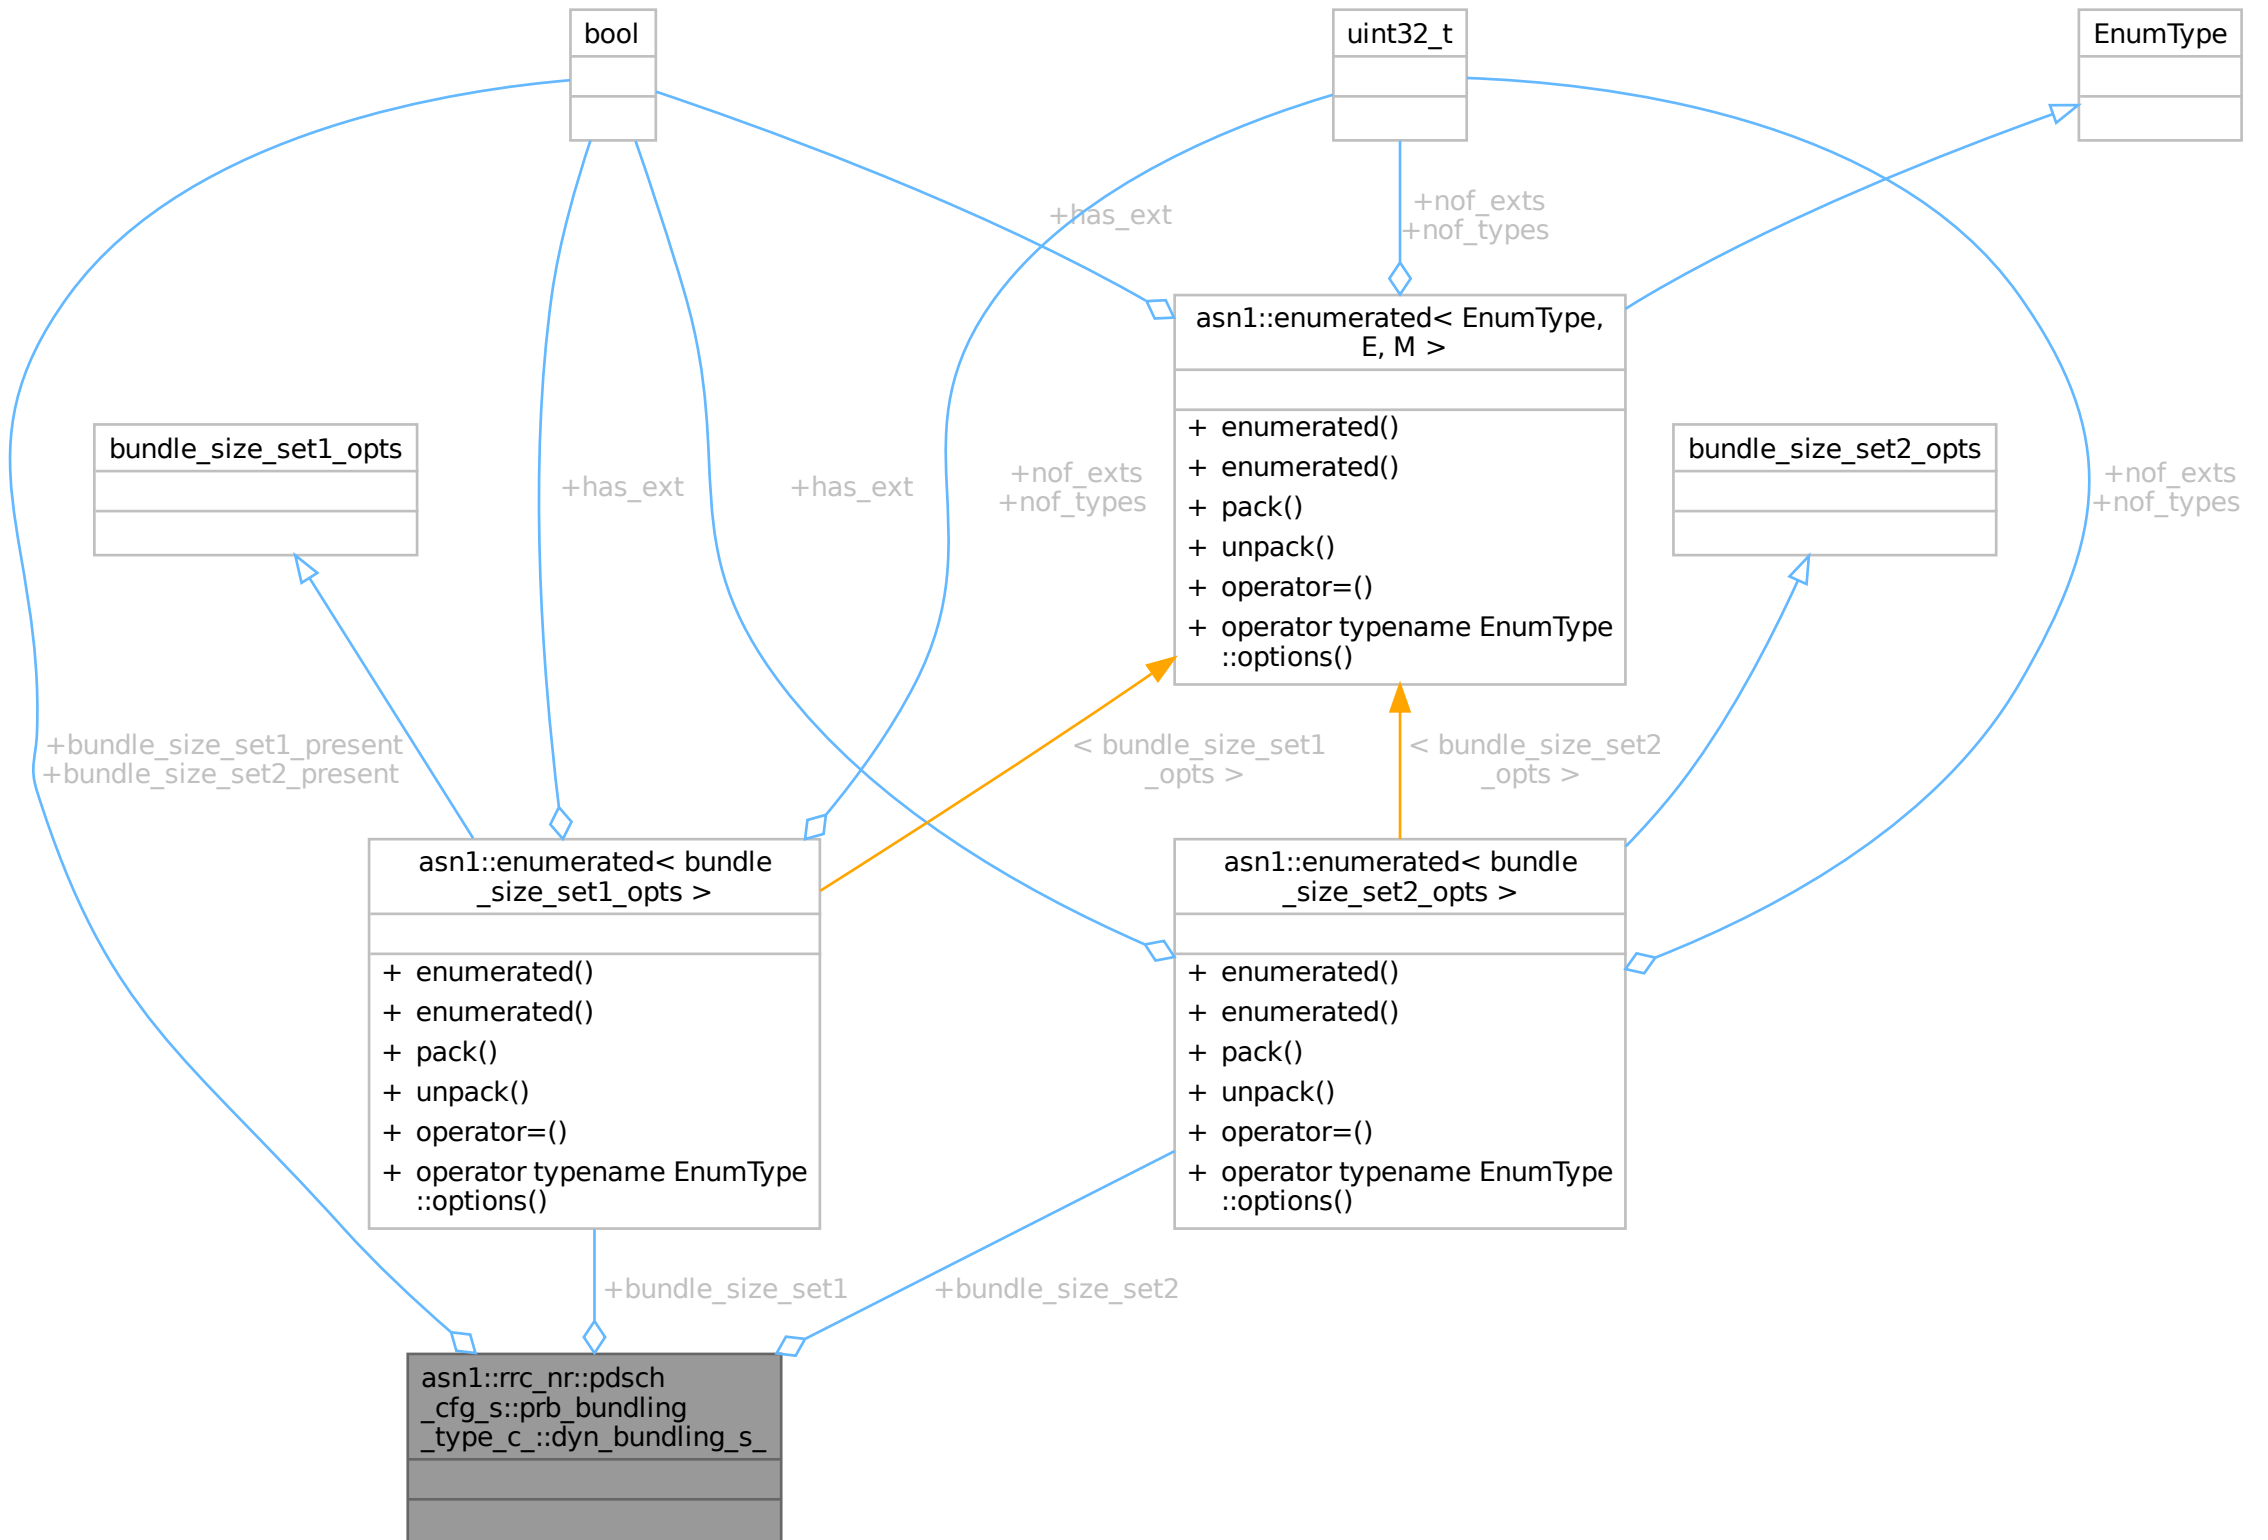 bool
uint32_t
EnumType
+has_ext
+nof_exts
+nof_types
asn1::enumerated< EnumType,
E, M >
+ enumerated()
+ enumerated()
+ pack()
+ unpack()
+ operator=()
+ operator typename EnumType
::options()
bundle_size_set1_opts
bundle_size_set2_opts
+has_ext
+has_ext
+nof_exts
+nof_types
+nof_exts
+nof_types
+bundle_size_set1_present
+bundle_size_set2_present
< bundle_size_set1
_opts >
< bundle_size_set2
_opts >
asn1::enumerated< bundle
_size_set1_opts >
+ enumerated()
+ enumerated()
+ pack()
+ unpack()
+ operator=()
+ operator typename EnumType
::options()
asn1::enumerated< bundle
_size_set2_opts >
+ enumerated()
+ enumerated()
+ pack()
+ unpack()
+ operator=()
+ operator typename EnumType
::options()
+bundle_size_set1
+bundle_size_set2
asn1::rrc_nr::pdsch
_cfg_s::prb_bundling
_type_c_::dyn_bundling_s_